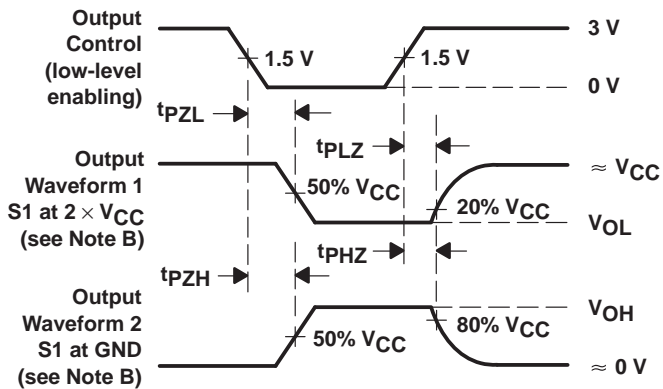 Output
Control
(low-level
enabling)
1.5 V
1.5 V
3 V
0 V
tPZL
tPLZ
Output
Waveform 1
S1 at 2 × VCC
(see Note B)
50% VCC
20% VCC
≈ VCC
VOL
tPZH
tPHZ
Output
Waveform 2
S1 at GND
(see Note B)
50% VCC
80% VCC
VOH
≈ 0 V